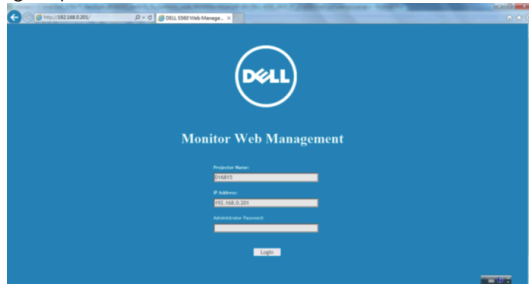 http://192.168.0.201/
DELL S560 Web Manage...
DELL
Monitor Web Management
Projector Name:
IP Address:
192.168.0.201
Administrator Password:
Login